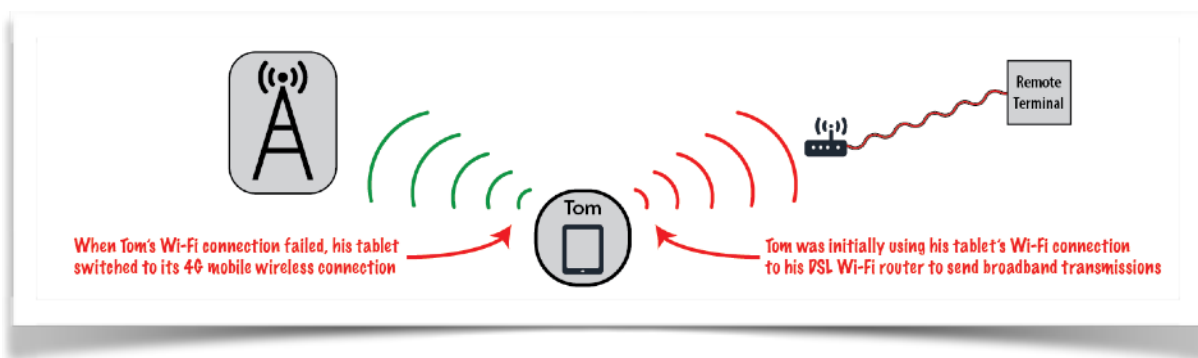 Remote
Terminal
Tom
When Tom's Wi-Fi connection failed, his tablet
switched to its 4G mobile wireless connection
Tom was initially using his tablet's Wi-Fi connection
to his DSL Wi-Fi router to send broadband transmissions